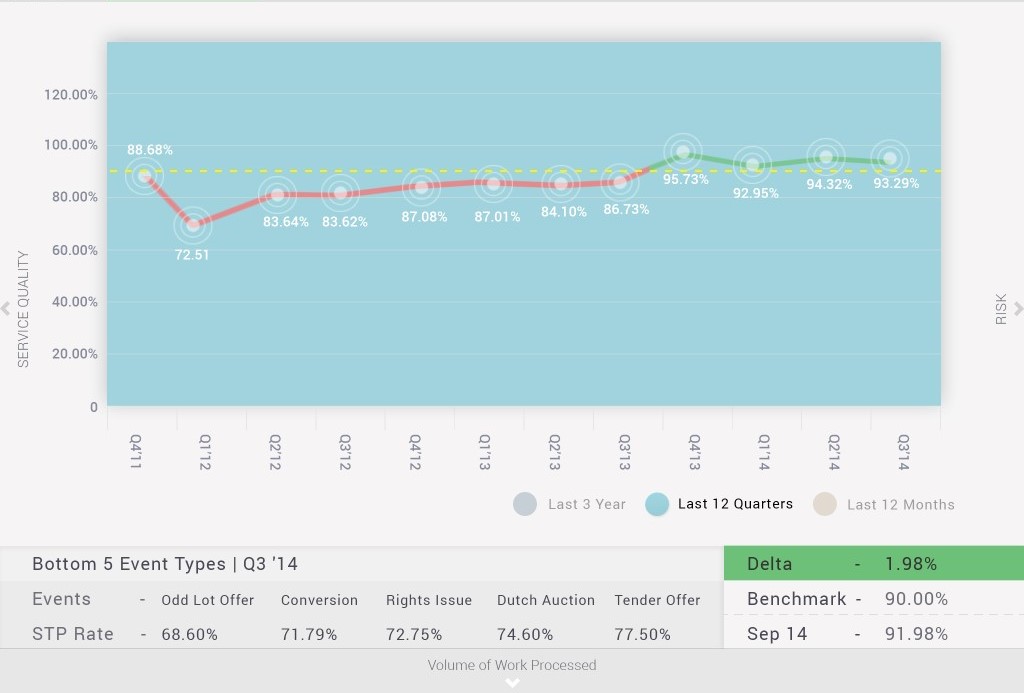 120.00%
100.00%
80.00%
60.00%
40.00%
20.00%
0
SERVICE QUALITY
RISK
88.68%
72.51
83.64%
83.62%
87.08%
87.01%
84.10%
86.73%
95.73%
92.95%
94.32%
93.29%
Q4'11
Q1'12
Q2'12
Q3'12
Q4'12
Q1'13
Q2'13
Q3'13
Q4'13
Q1'14
Q2'14
Q3'14
Last 3 Year
Last 12 Quarters
Last 12 Months
Bottom 5 Event Types | Q3 '14
Events - Odd Lot Offer Conversion Rights Issue Dutch Auction Tender Offer
STP Rate - 68.60% 71.79% 72.75% 74.60% 77.50%
Delta - 1.98%
Benchmark - 90.00%
Sep 14 - 91.98%
Volume of Work Processed